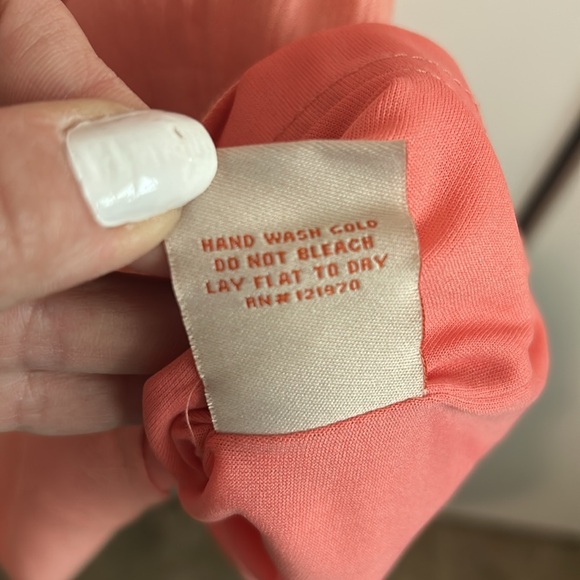 HAND WASH COLD
DO NOT BLEACH
LAY FLAT TO DRY
RN# 121970